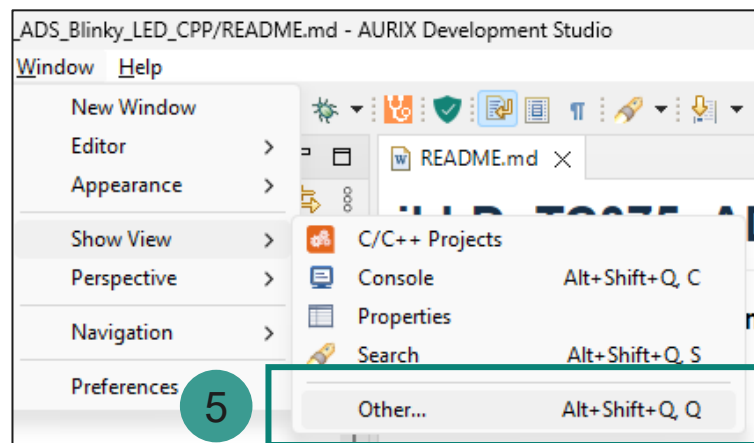 _ADS_Blinky_LED_CPP/README.md - AURIX Development Studio
Window Help
New Window
Editor
Appearance
README.md
Show View
Perspective
Navigation
Preferences
C/C++ Projects
Console Alt+Shift+Q, C
Properties
Search Alt+Shift+Q, S
Other... Alt+Shift+Q, Q
5